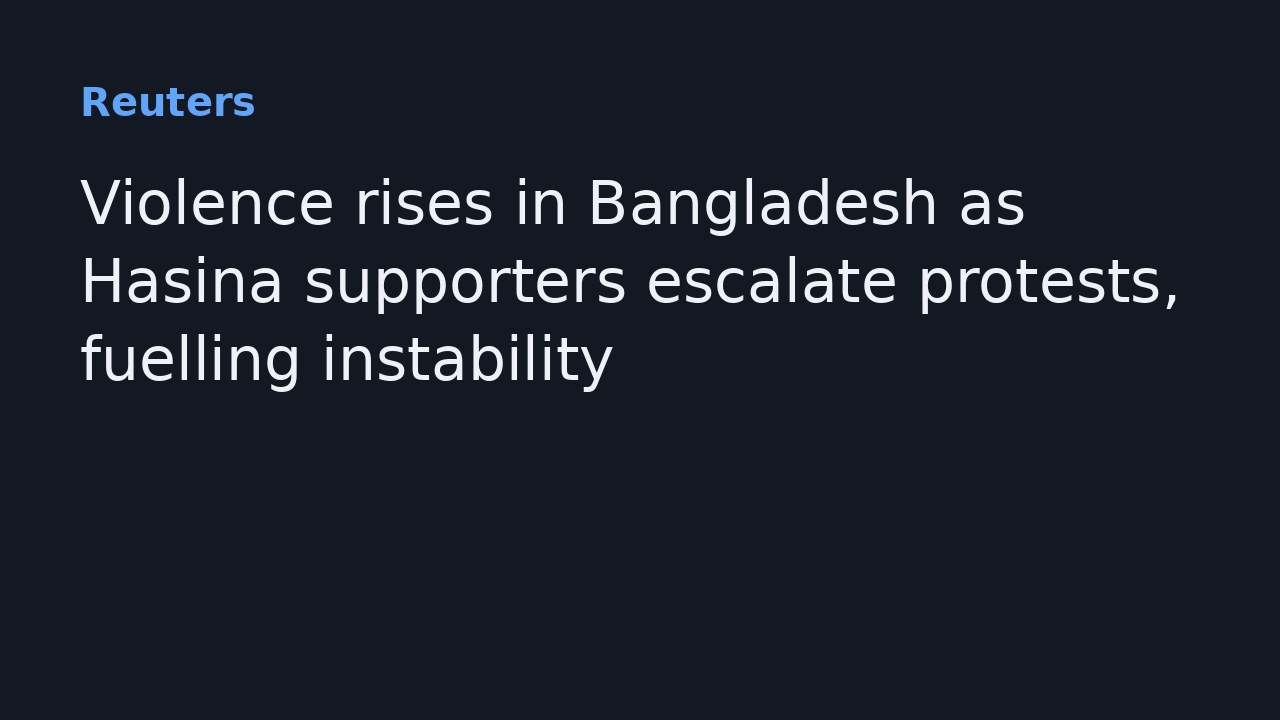 Reuters
Violence rises in Bangladesh as
Hasina supporters escalate protests,
fuelling instability